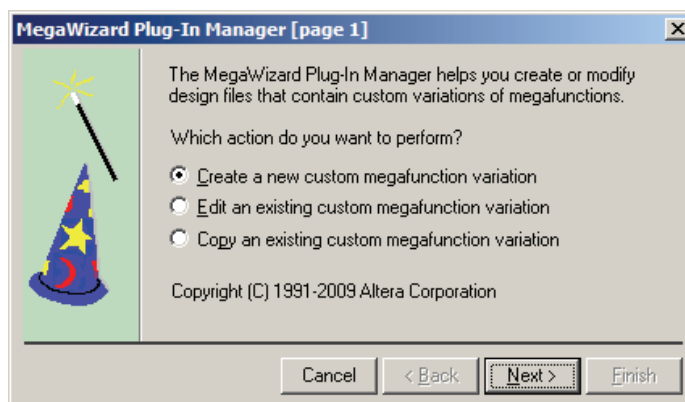 MegaWizard Plug-In Manager [page 1]
The MegaWizard Plug-In Manager helps you create or modify
design files that contain custom variations of megafunctions.
Which action do you want to perform?
Create a new custom megafunction variation
Edit an existing custom megafunction variation
Copy an existing custom megafunction variation
Copyright (C) 1991-2009 Altera Corporation
Cancel < Back Next > Finish